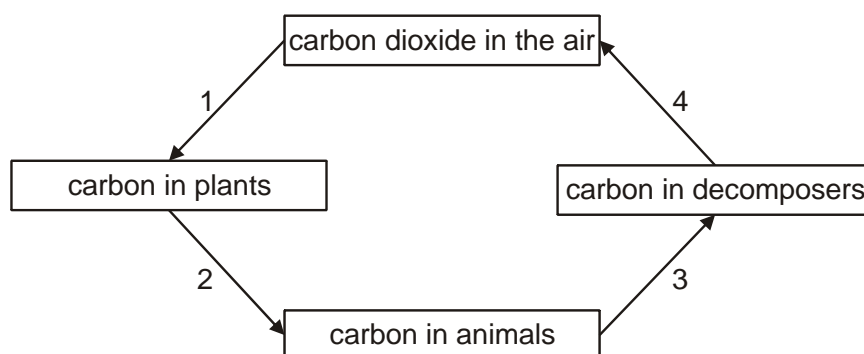 carbon dioxide in the air
1
4
carbon in plants
carbon in decomposers
2
3
carbon in animals